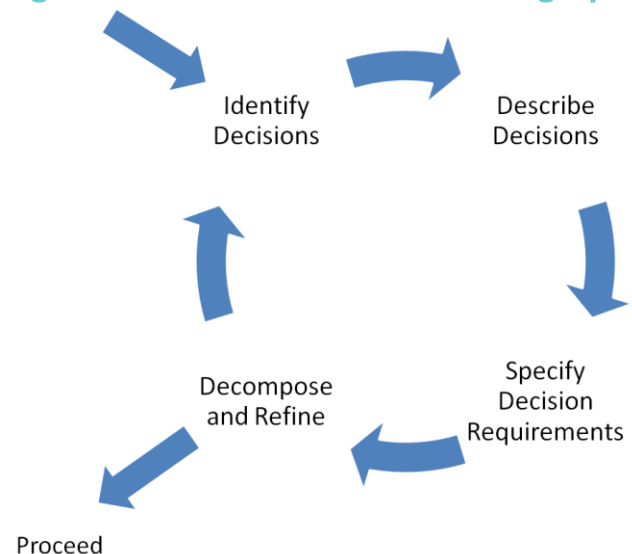 Identify
Decisions
Describe
Decisions
Specify
Decision
Requirements
Decompose
and Refine
Proceed